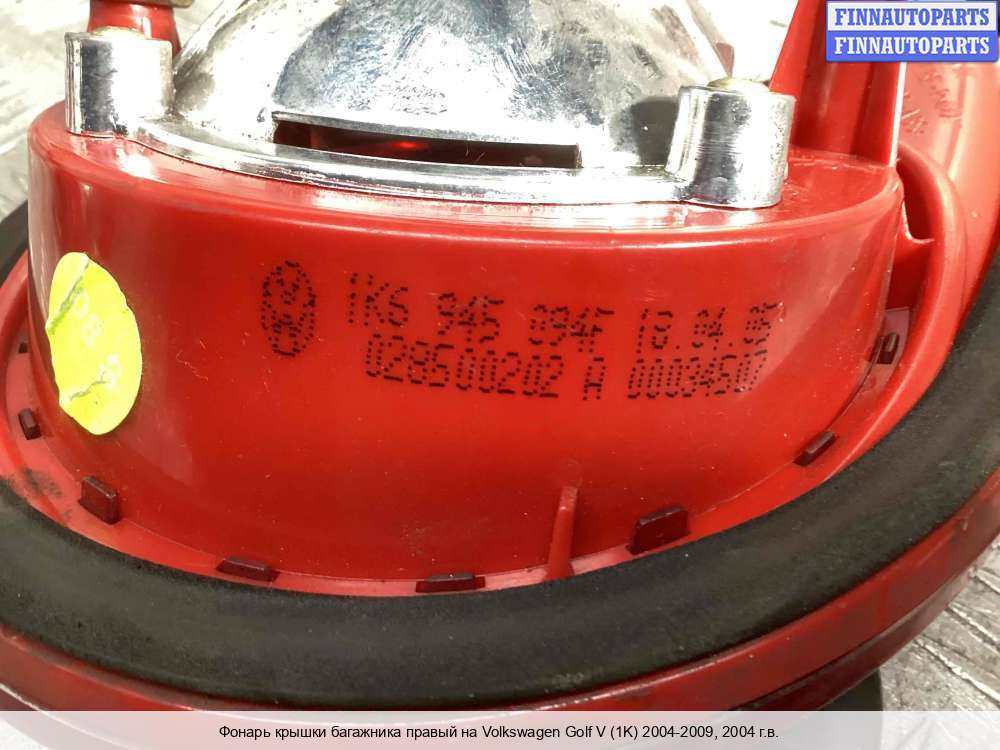 FINNAUTOPARTS
FINNAUTOPARTS
1K6 945 094F 18.04.05
028500202 A 00034507
Фонарь крышки багажника правый на Volkswagen Golf V (1K) 2004-2009, 2004 г.в.